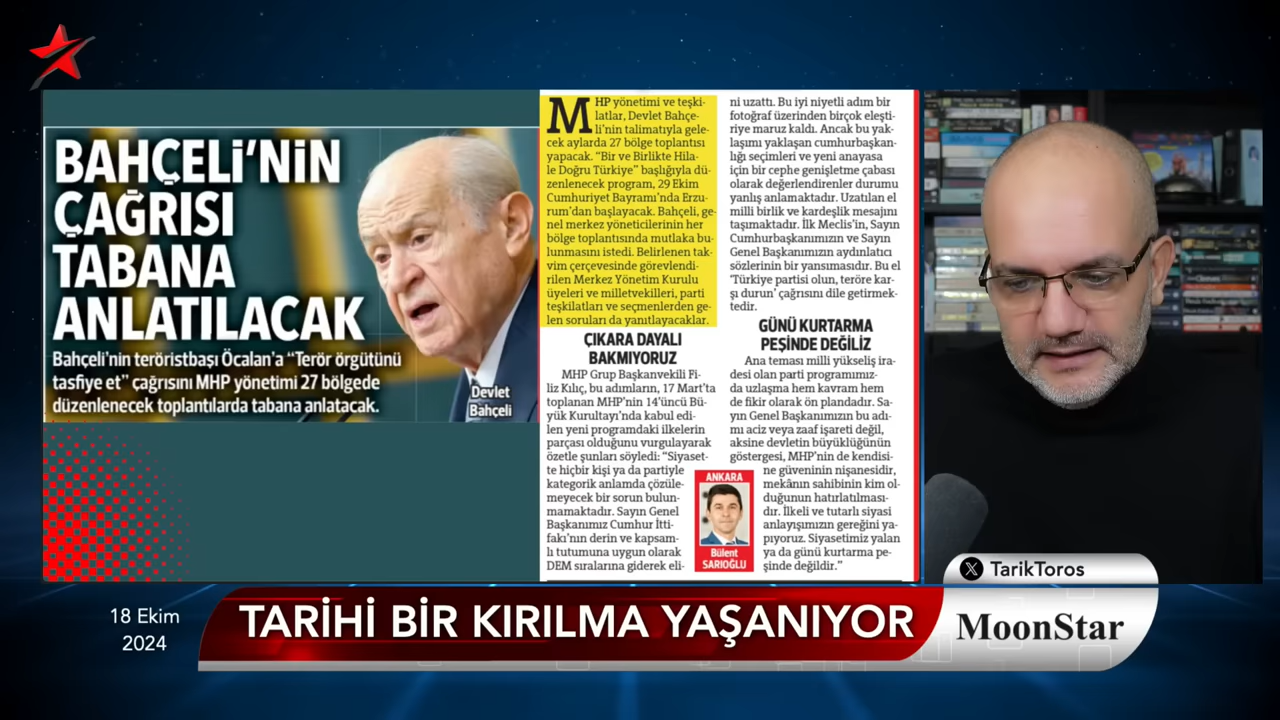 BAHÇELİ'NİN
ÇAĞRISI
TABANA
ANLATILACAK
Bahçeli'nin teröristbaşı Öcalan'a "Terör örgütünü
tasfiye et" çağrısını MHP yönetimi 27 bölgede
düzenlenecek toplantılarda tabana anlatacak.
Devlet
Bahçeli
MHP yönetimi ve teşki-
latlar, Devlet Bahçe-
li'nin talimatıyla gele-
cek aylarda 27 bölge toplantısı
yapacak. "Bir ve Birlikte Hila-
le Doğru Türkiye" başlığıyla dü-
zenlenecek program, 29 Ekim
Cumhuriyet Bayramı'nda Erzu-
rum'dan başlayacak. Bahçeli, ge-
nel merkez yöneticilerinin her
bölge toplantısında mutlaka bu-
lunmasını istedi. Belirlenen tak-
vim çerçevesinde görevlendi-
rilen Merkez Yönetim Kurulu
üyeleri ve milletvekilleri, parti
teşkilatları ve seçmenlerden ge-
len soruları da yanıtlayacaklar.
ÇIKARA DAYALI
BAKMIYORUZ
MHP Grup Başkanvekili Fi-
liz Kılıç, bu adımların, 17 Mart'ta
toplanan MHP'nin 14'üncü Bü-
yük Kurultayı'nda kabul edi-
len yeni programdaki ilkelerin
parçası olduğunu vurgulayarak
özetle şunları söyledi: "Siyaset-
te hiçbir kişi ya da partiyle
kategorik anlamda çözüle-
meyecek bir sorun bulun-
mamaktadır. Sayın Genel
Başkanımız Cumhur İtti-
fakı'nın derin ve kapsam-
lı tutumuna uygun olarak
DEM sıralarına giderek eli-
ni uzattı. Bu iyi niyetli adım bir
fotoğraf üzerinden birçok eleşti-
riye maruz kaldı. Ancak bu yak-
laşımı yaklaşan cumhurbaşkan-
lığı seçimleri ve yeni anayasa
için bir cephe genişletme çabası
olarak değerlendirenler durumu
yanlış anlamaktadır. Uzatılan el
milli birlik ve kardeşlik mesajını
taşımaktadır. İlk Meclis'in, Sayın
Cumhurbaşkanımızın ve Sayın
Genel Başkanımızın aydınlatıcı
sözlerinin bir yansımasıdır. Bu el
'Türkiye partisi olun, teröre kar-
şı durun' çağrısını dile getirmek-
tedir.
GÜNÜ KURTARMA
PEŞİNDE DEĞİLİZ
Ana teması milli yükseliş ira-
desi olan parti programımız-
da uzlaşma hem kavram hem
de fikir olarak ön plandadır. Sa-
yın Genel Başkanımızın bu adı-
mı aciz veya zaaf işareti değil,
aksine devletin büyüklüğünün
göstergesi, MHP'nin de kendisi-
ne güveninin nişanesidir,
mekânın sahibinin kim ol-
duğunun hatırlatılması-
dır. İlkeli ve tutarlı siyasi
anlayışımızın gereğini ya-
pıyoruz. Siyasetimiz yalan
ya da günü kurtarma pe-
şinde değildir."
ANKARA
Bülent
SARIOĞLU
X TarikToros
18 Ekim
2024
TARİHİ BİR KIRILMA YAŞANIYOR
MoonStar